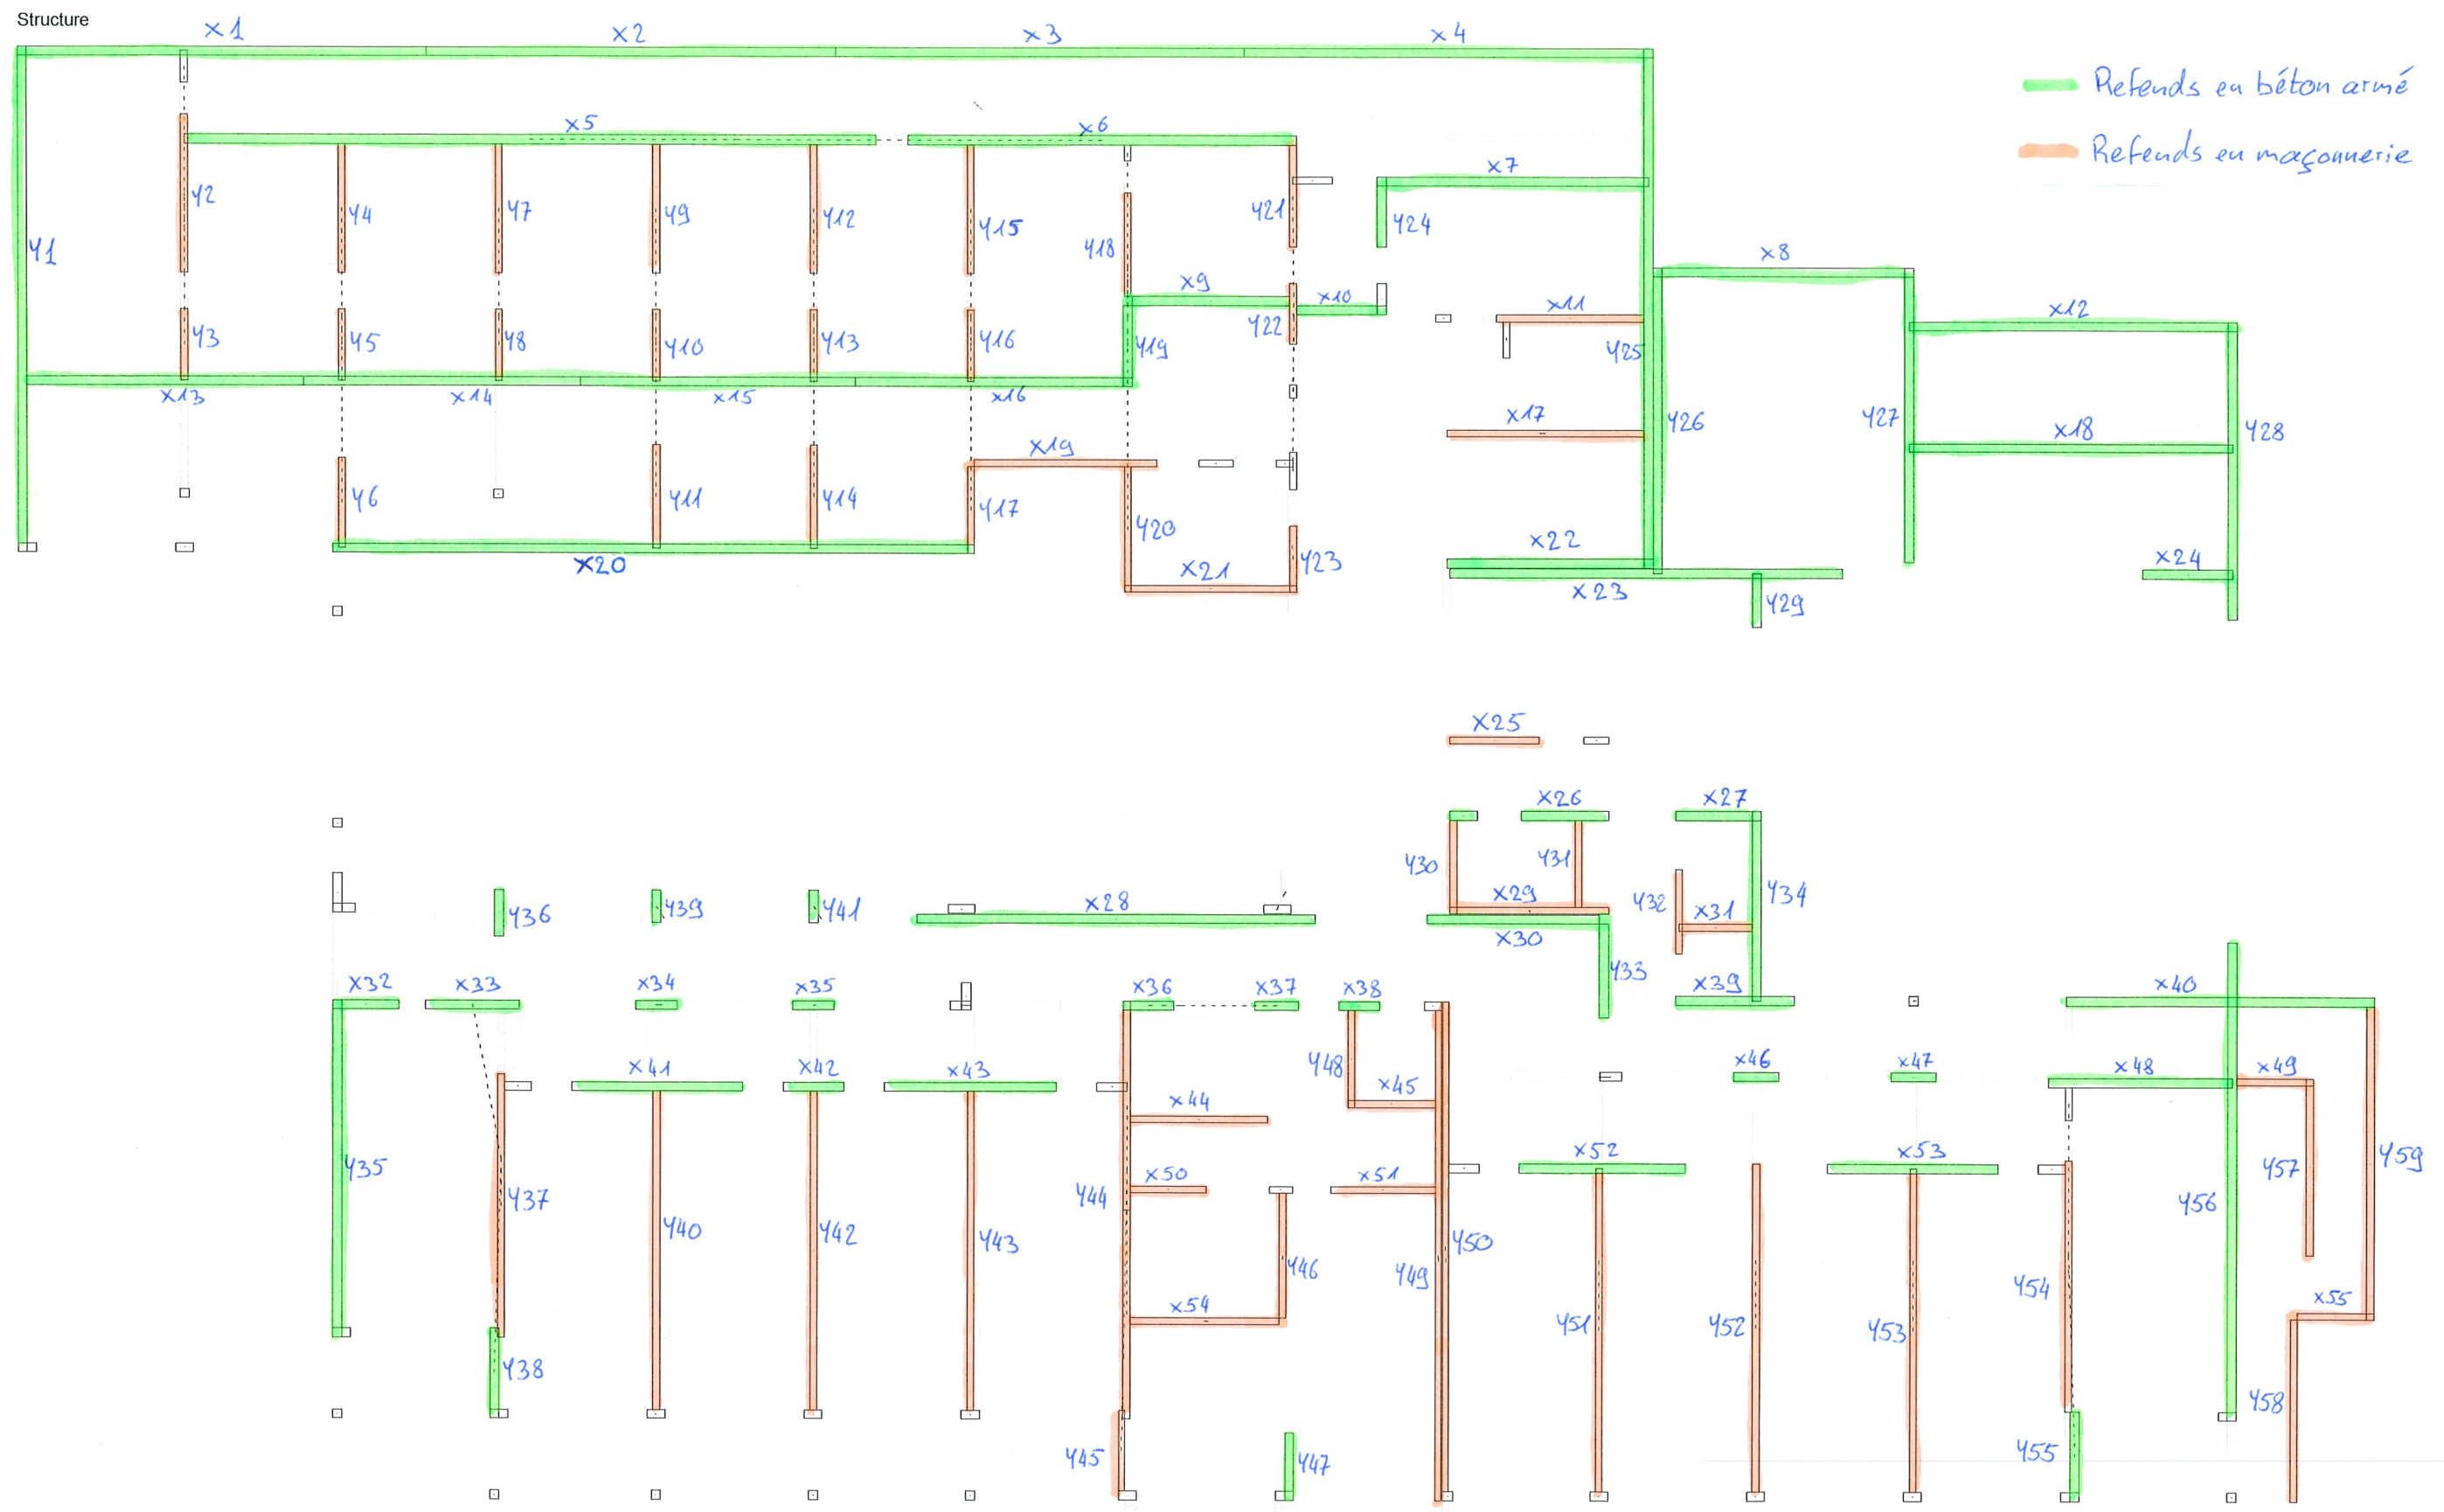 Structure
x1
x2
x3
x4
Refends en béton armé
Refends en maçonnerie
x5
x6
x7
y1
y2
y4
y7
y9
y12
y15
y18
y21
y24
x8
x9
x10
x11
x12
y3
y5
y8
y10
y13
y16
y19
y22
y25
x13
x14
x15
x16
x17
y26
y27
x18
y28
x19
y6
y11
y14
y17
y20
y23
x20
x21
x22
x23
x24
y29
x25
x26
x27
y30
y31
x29
y32
x31
y34
y36
y39
y41
x28
x30
y33
x32
x33
x34
x35
x36
x37
x38
x39
x40
x41
x42
x43
y48
x45
x46
x47
x48
x49
x44
y35
y37
y40
y42
y43
y44
x50
x51
x52
x53
y46
y49
y50
y54
y56
y57
y59
x54
y51
y52
y53
x55
y38
y45
y47
y55
y58